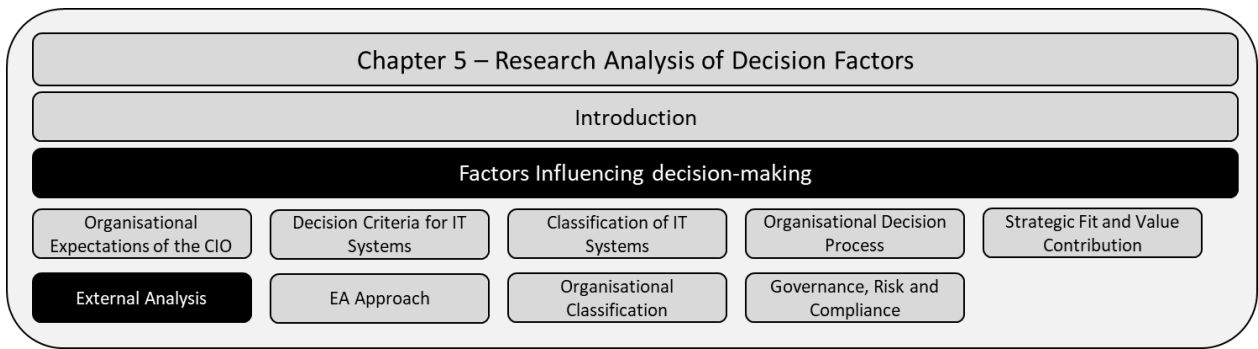 Chapter 5 – Research Analysis of Decision Factors
Introduction
Factors Influencing decision-making
Organisational
Expectations of the CIO
Decision Criteria for IT
Systems
Classification of IT
Systems
Organisational Decision
Process
Strategic Fit and Value
Contribution
External Analysis
EA Approach
Organisational
Classification
Governance, Risk and
Compliance